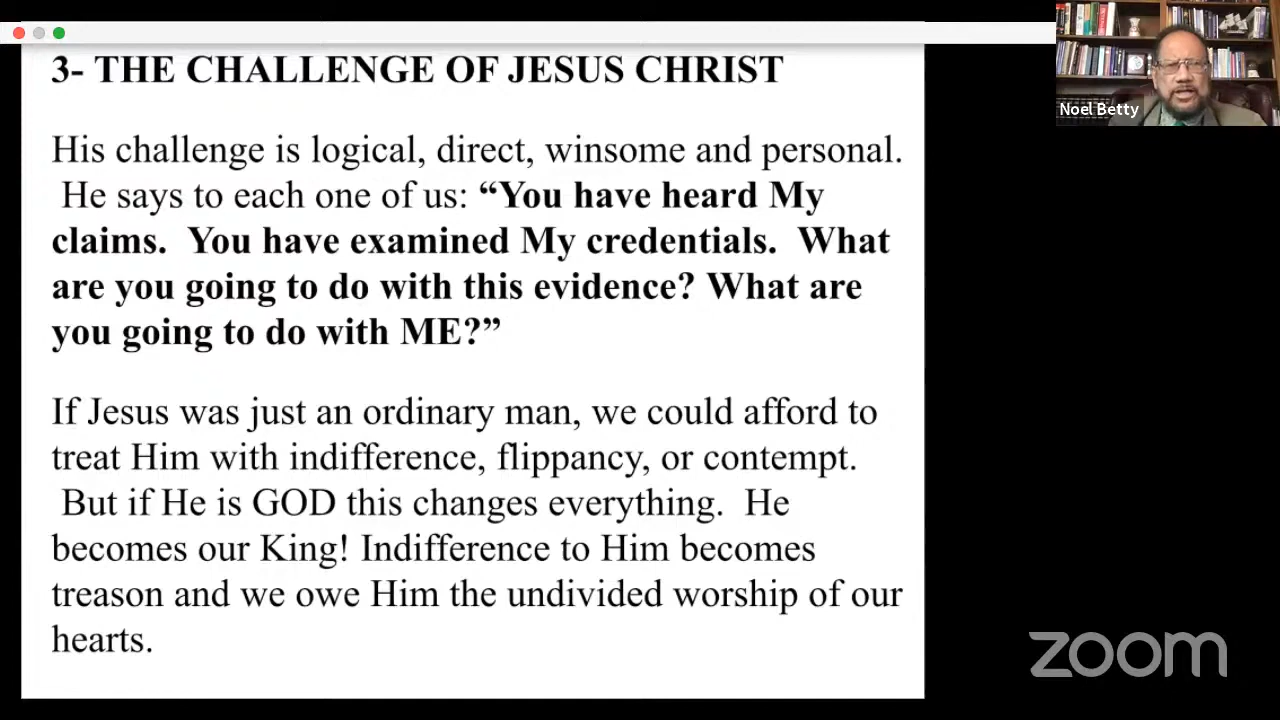 3- THE CHALLENGE OF JESUS CHRIST
His challenge is logical, direct, winsome and personal.
He says to each one of us: “You have heard My
claims.  You have examined My credentials.  What
are you going to do with this evidence? What are
you going to do with ME?”
If Jesus was just an ordinary man, we could afford to
treat Him with indifference, flippancy, or contempt.
But if He is GOD this changes everything.  He
becomes our King! Indifference to Him becomes
treason and we owe Him the undivided worship of our
hearts.
Noel Betty
zoom